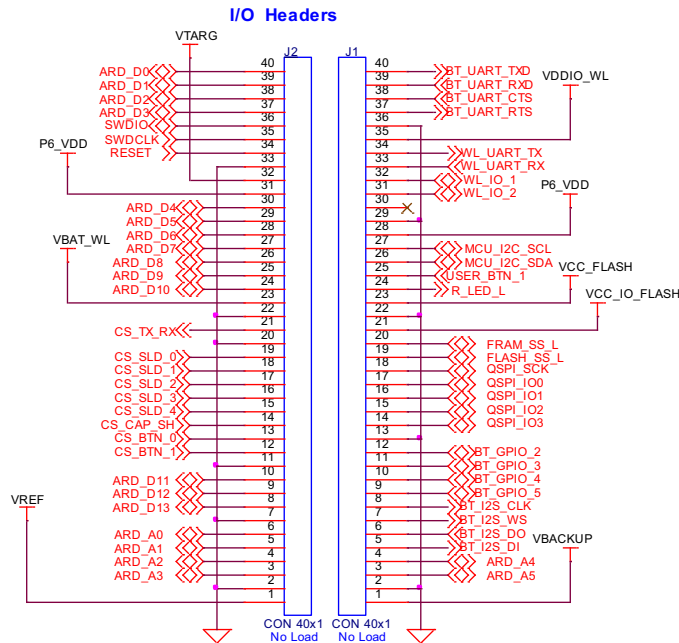 I/O Headers
VTARG
J2
J1
ARD_D0 40 40 BT_UART_TXD
ARD_D1 39 39 BT_UART_RXD
VDDIO_WL
ARD_D2 38 38 BT_UART_CTS
ARD_D3 37 37 BT_UART_RTS
SWDIO 36 36
SWDCLK 35 35
P6_VDD
RESET 34 34 WL_UART_TX
33 33 WL_UART_RX
32 32 WL_IO_1
31 31 WL_IO_2
P6_VDD
ARD_D4 30 30
ARD_D5 29 29
ARD_D6 28 28
VBAT_WL
ARD_D7 27 27 MCU_I2C_SCL
ARD_D8 26 26 MCU_I2C_SDA
VCC_FLASH
ARD_D9 25 25 USER_BTN_1
ARD_D10 24 24 R_LED_L
VCC_IO_FLASH
23 23
22 22
CS_TX_RX 21 21
20 20 FRAM_SS_L
CS_SLD_0 19 19 FLASH_SS_L
CS_SLD_1 18 18 QSPI_SCK
CS_SLD_2 17 17 QSPI_IO0
CS_SLD_3 16 16 QSPI_IO1
CS_SLD_4 15 15 QSPI_IO2
CS_CAP_SH 14 14 QSPI_IO3
CS_BTN_0 13 13
CS_BTN_1 12 12 BT_GPIO_2
11 11 BT_GPIO_3
ARD_D11 10 10 BT_GPIO_4
ARD_D12 9 9 BT_GPIO_5
VREF
ARD_D13 8 8 BT_I2S_CLK
7 7 BT_I2S_WS
VBACKUP
ARD_A0 6 6 BT_I2S_DO
ARD_A1 5 5 BT_I2S_DI
ARD_A2 4 4 ARD_A4
ARD_A3 3 3 ARD_A5
2 2
1 1
CON 40x1 CON 40x1
No Load No Load